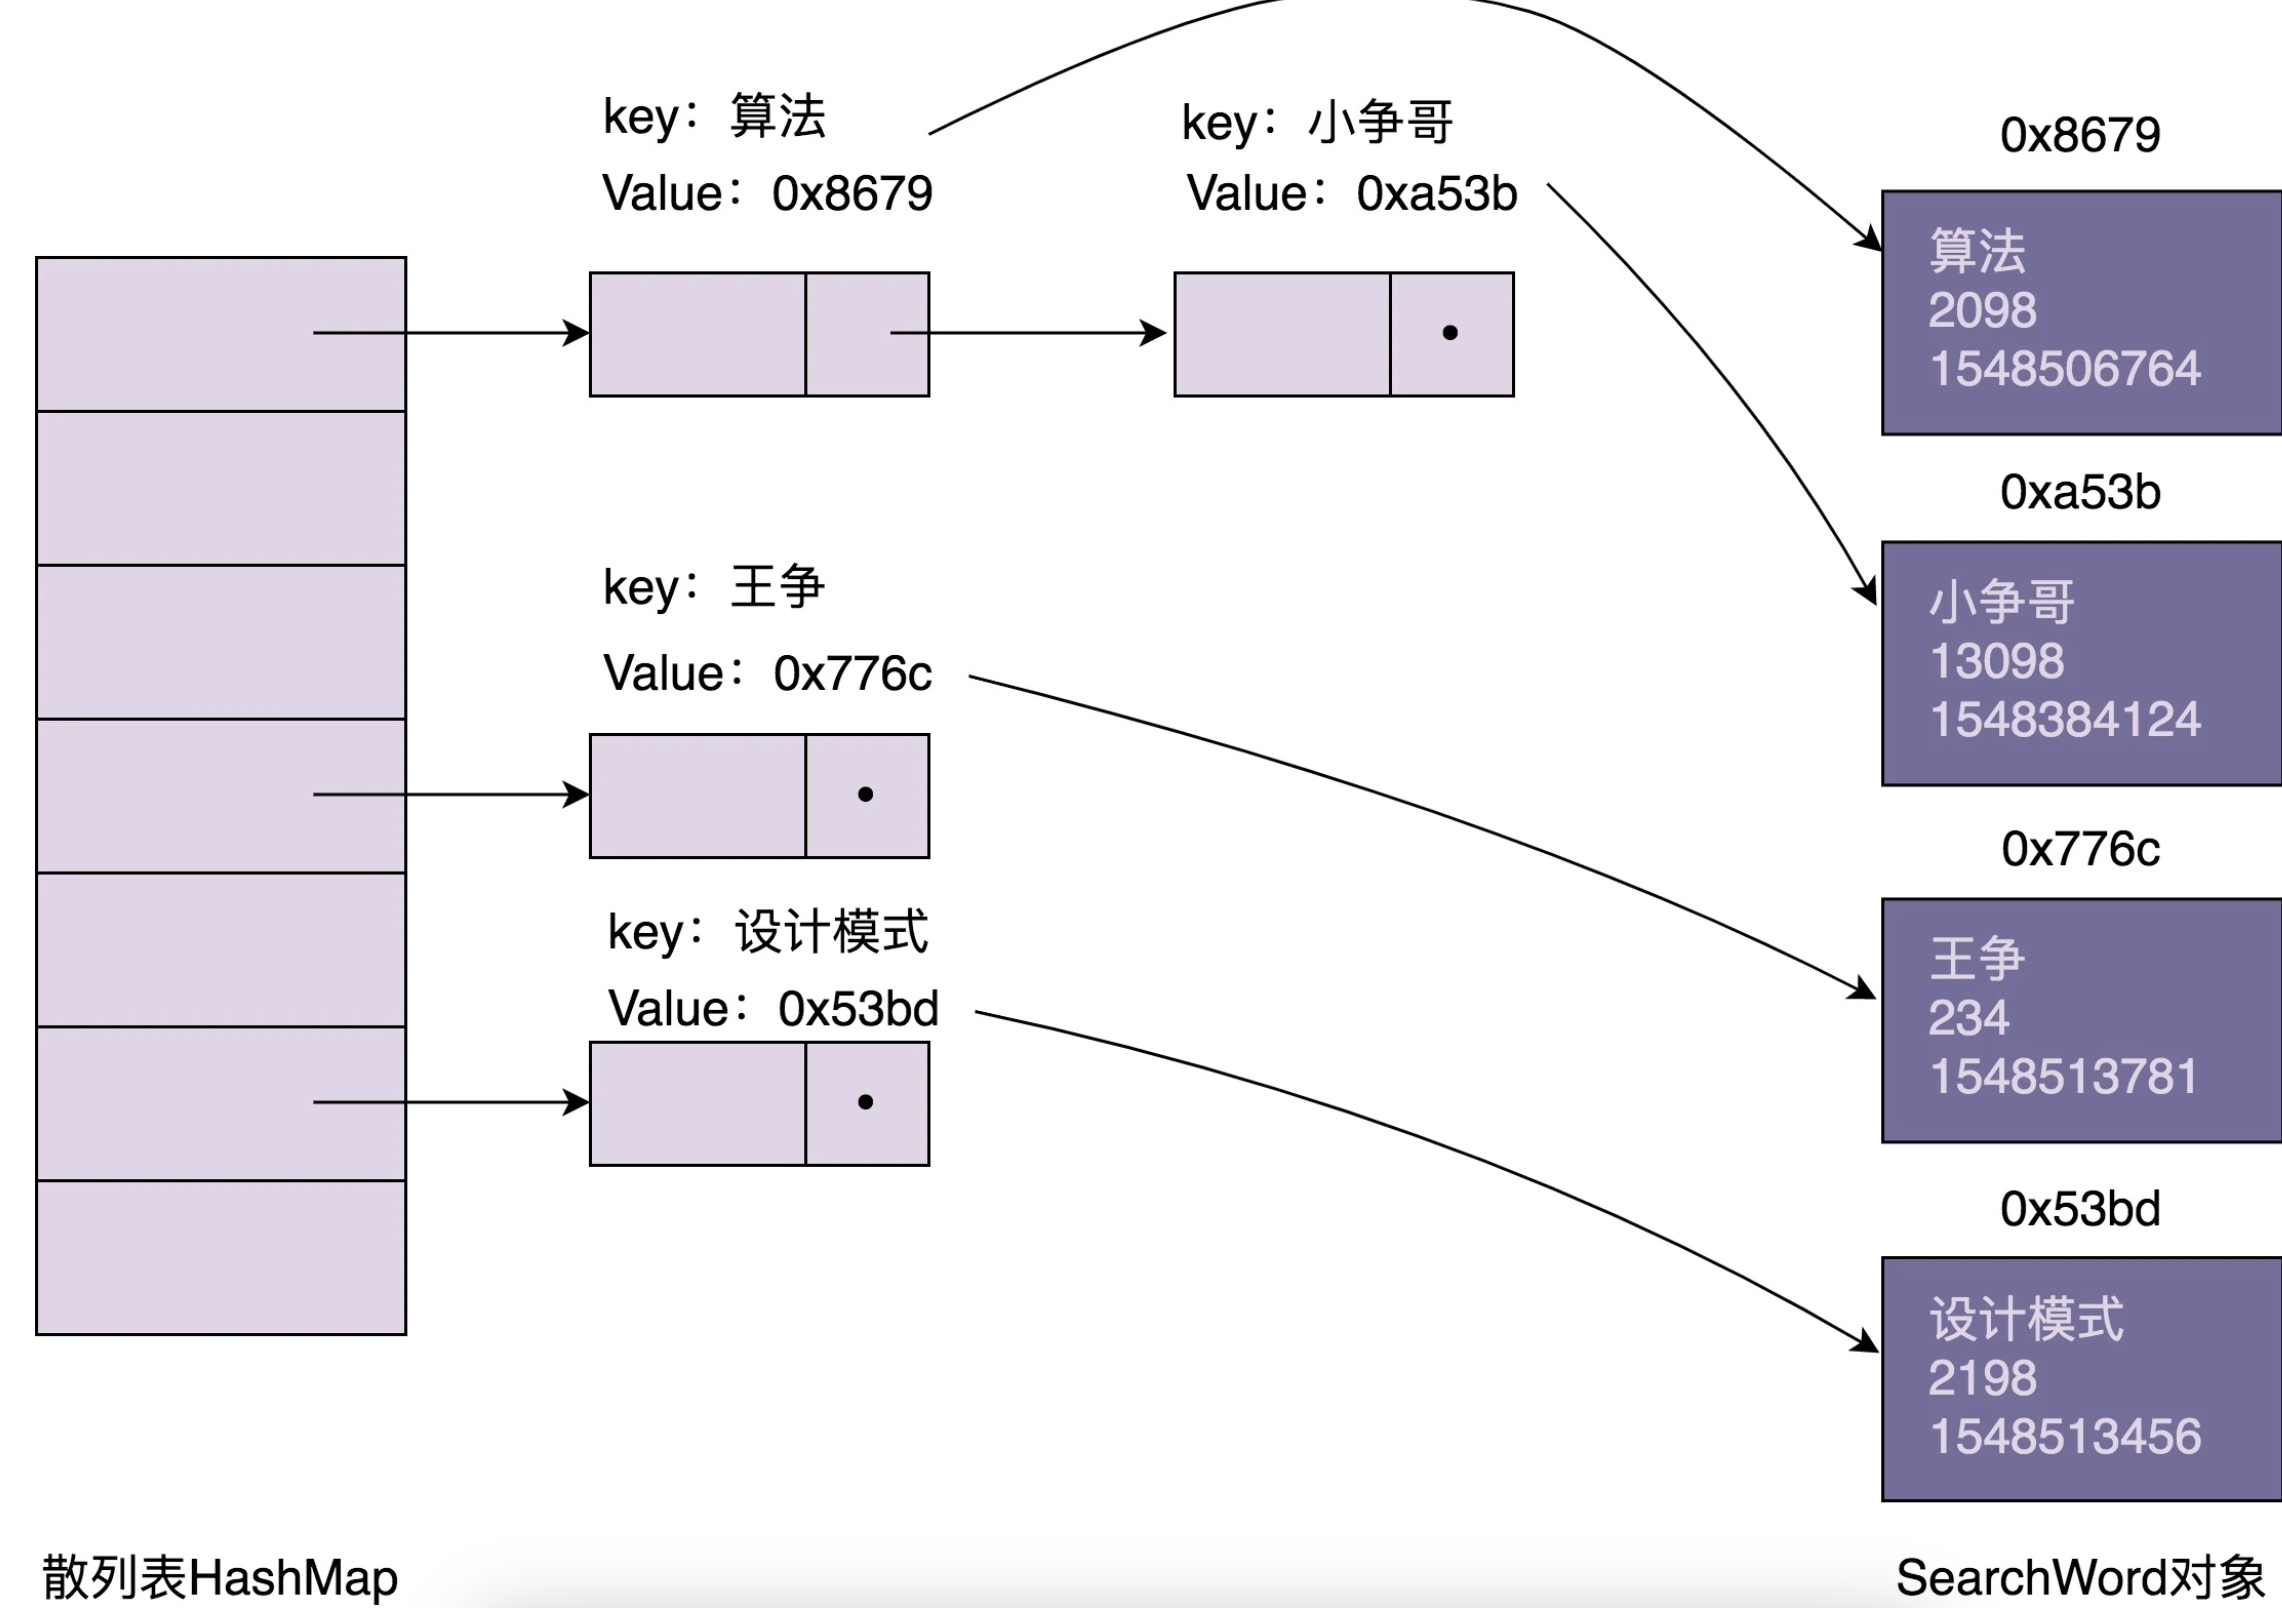 key：算法
Value：0x8679
key：小争哥
Value：0xa53b
0x8679
算法
2098
1548506764
0xa53b
小争哥
13098
1548384124
key：王争
Value：0x776c
0x776c
王争
234
1548513781
key：设计模式
Value：0x53bd
0x53bd
设计模式
2198
1548513456
散列表HashMap
SearchWord对象